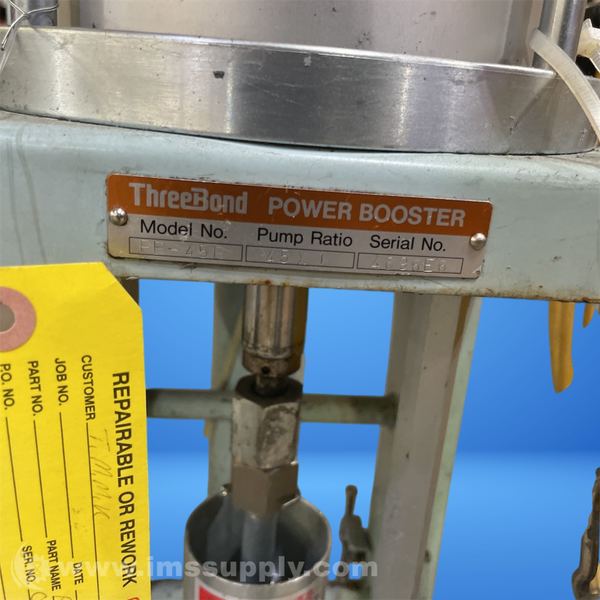 ThreeBond POWER BOOSTER
Model No. Pump Ratio Serial No.
REPAIRABLE OR REWORK
CUSTOMER
JOB NO. DATE
PART NO. PART NAME
P.O. NO. SER. NO.
www.imssupply.com